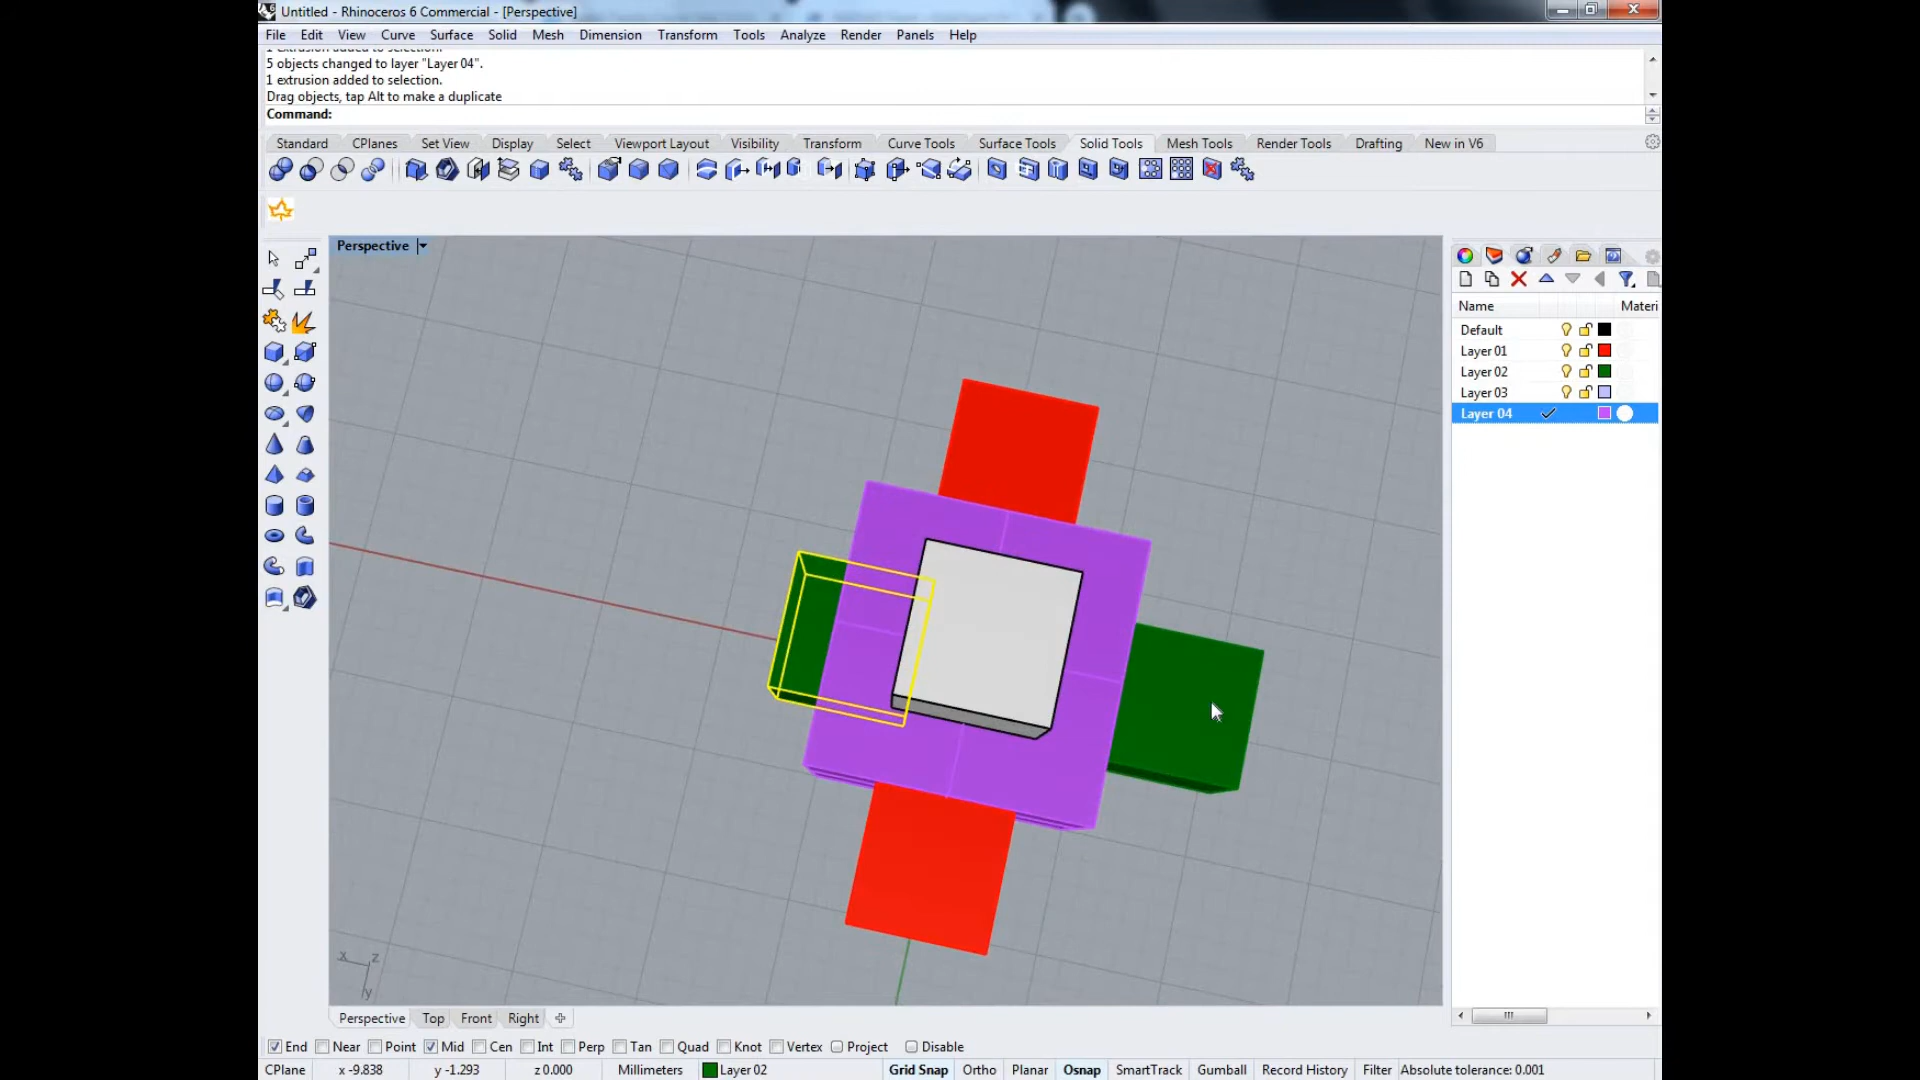 Untitled - Rhinoceros 6 Commercial - [Perspective]
File Edit View Curve Surface Solid Mesh Dimension Transform Tools Analyze Render Panels Help
1 extrusion added to selection.
5 objects changed to layer "Layer 04".
1 extrusion added to selection.
Drag objects, tap Alt to make a duplicate
Command:
Standard CPlanes Set View Display Select Viewport Layout Visibility Transform Curve Tools Surface Tools Solid Tools Mesh Tools Render Tools Drafting New in V6
Perspective
Name Materi
Default
Layer 01
Layer 02
Layer 03
Layer 04
x z
y
Perspective Top Front Right
End Near Point Mid Cen Int Perp Tan Quad Knot Vertex Project Disable
CPlane x -9.838 y -1.293 z 0.000 Millimeters Layer 02 Grid Snap Ortho Planar Osnap SmartTrack Gumball Record History Filter Absolute tolerance: 0.001